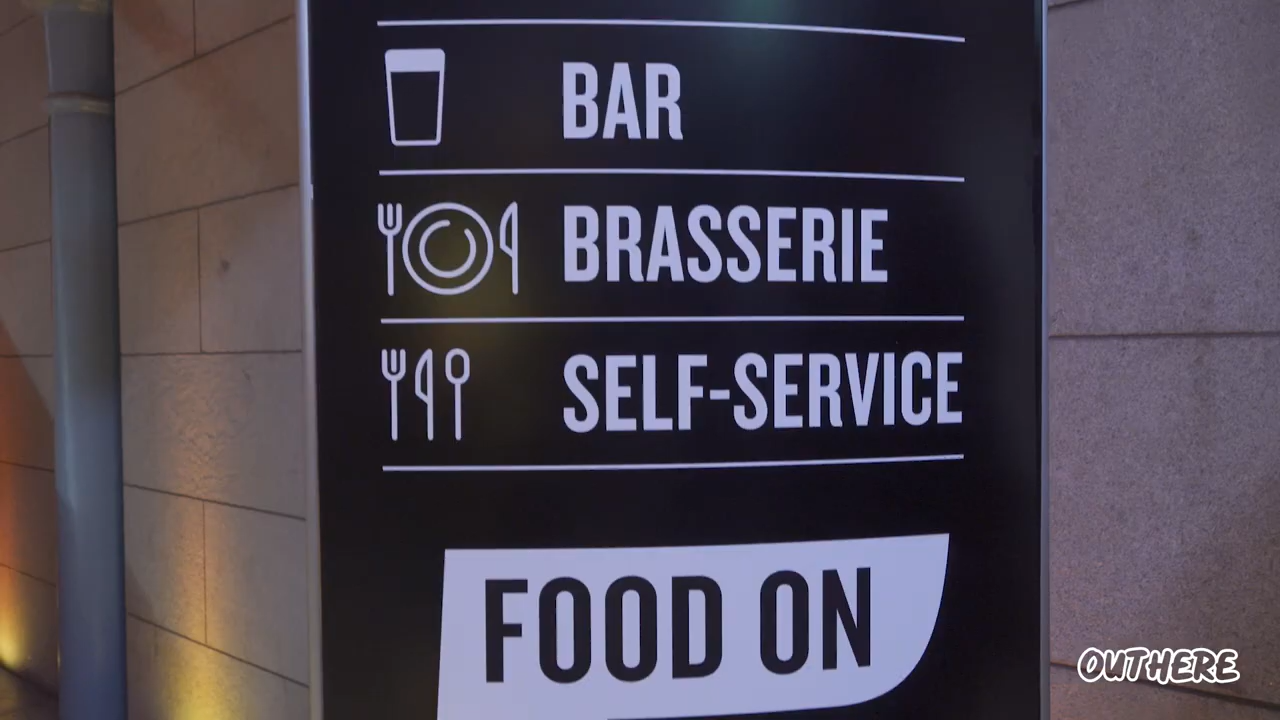 BAR
BRASSERIE
SELF-SERVICE
FOOD ON
OUTHERE